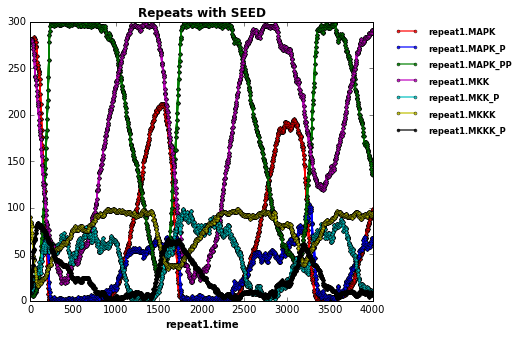 Repeats with SEED
300
250
200
150
100
50
0
0 500 1000 1500 2000 2500 3000 3500 4000
repeat1.time
repeat1.MAPK
repeat1.MAPK_P
repeat1.MAPK_PP
repeat1.MKK
repeat1.MKK_P
repeat1.MKKK
repeat1.MKKK_P